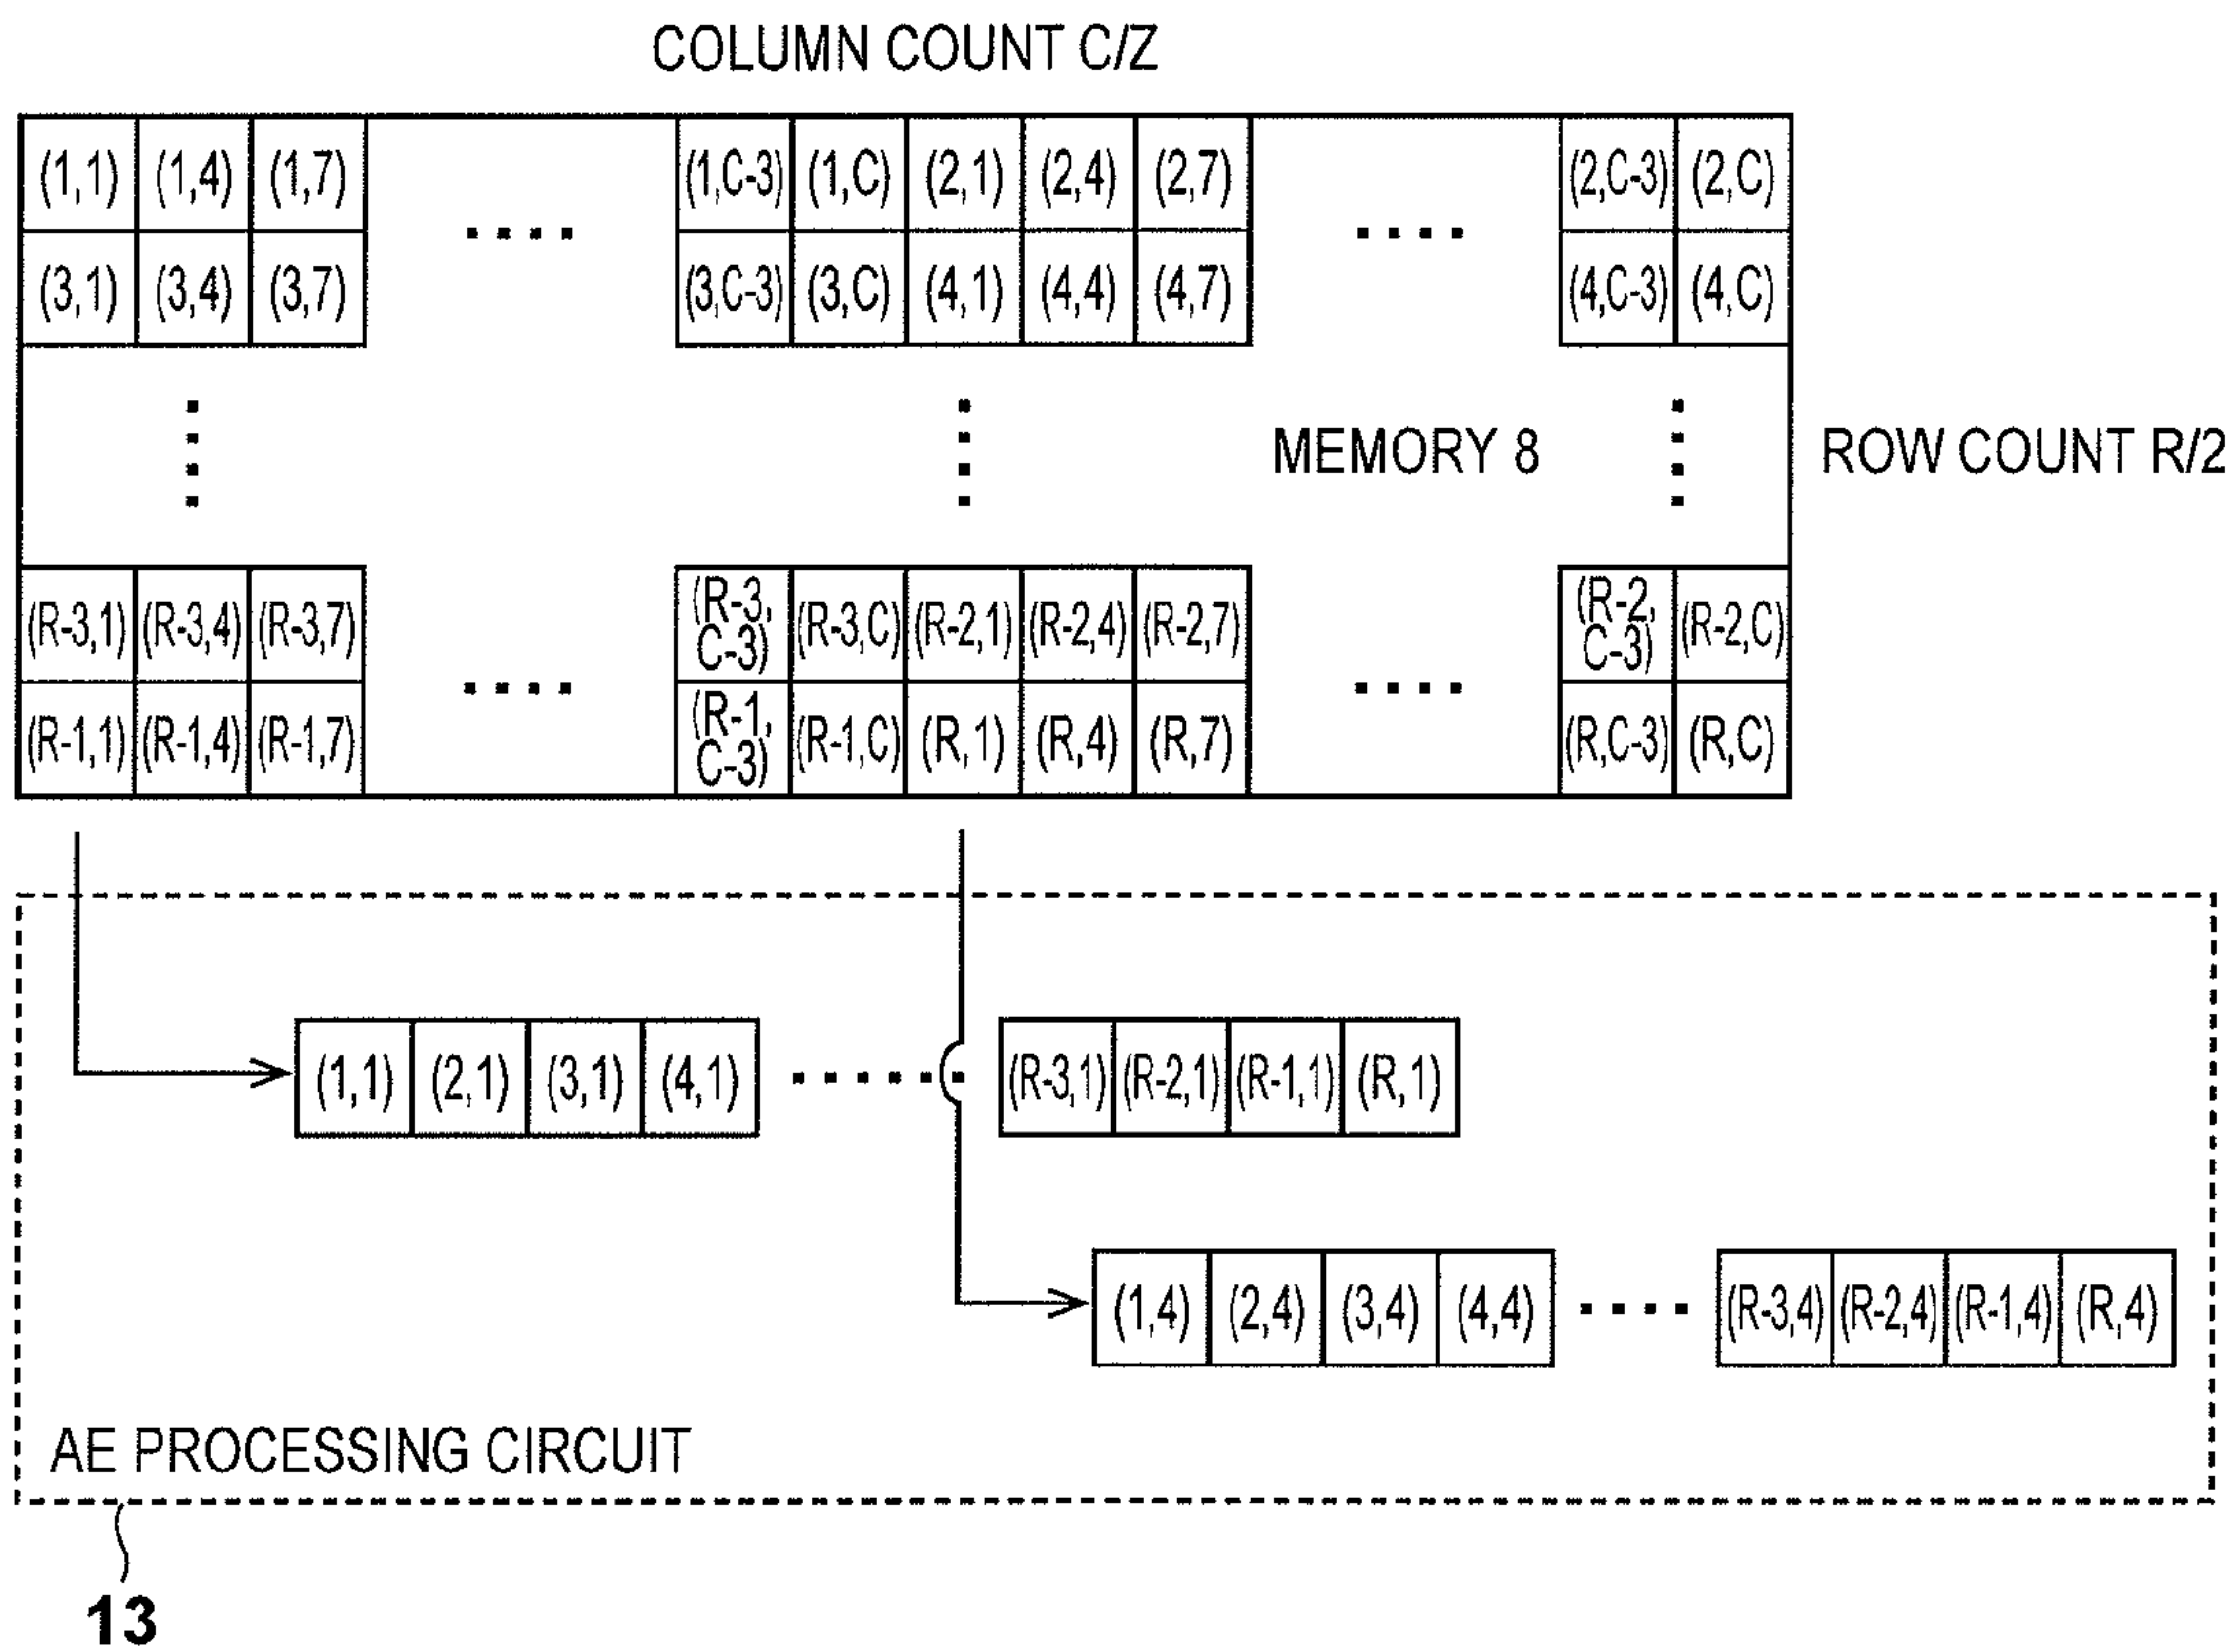 COLUMN COUNT C/Z
(1,1) (1,4) (1,7) (1,C-3) (1,C) (2,1) (2,4) (2,7) (2,C-3) (2,C)
(3,1) (3,4) (3,7) (3,C-3) (3,C) (4,1) (4,4) (4,7) (4,C-3) (4,C)
MEMORY 8 ROW COUNT R/2
(R-3,1) (R-3,4) (R-3,7) (R-3,C-3) (R-3,C) (R-2,1) (R-2,4) (R-2,7) (R-2,C-3) (R-2,C)
(R-1,1) (R-1,4) (R-1,7) (R-1,C-3) (R-1,C) (R,1) (R,4) (R,7) (R,C-3) (R,C)
(1,1) (2,1) (3,1) (4,1) (R-3,1) (R-2,1) (R-1,1) (R,1)
(1,4) (2,4) (3,4) (4,4) (R-3,4) (R-2,4) (R-1,4) (R,4)
AE PROCESSING CIRCUIT
13